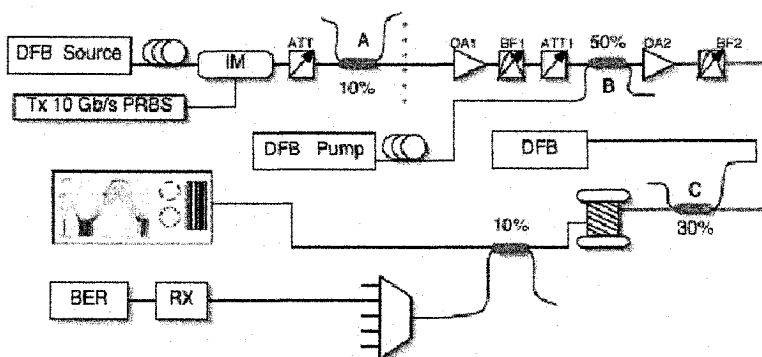 ATT A OA1 BF1 ATT1 50% OA2 BF2
DFB Source IM
10% B
Tx 10 Gb/s PRBS
DFB Pump DFB
C
10% 30%
BER RX